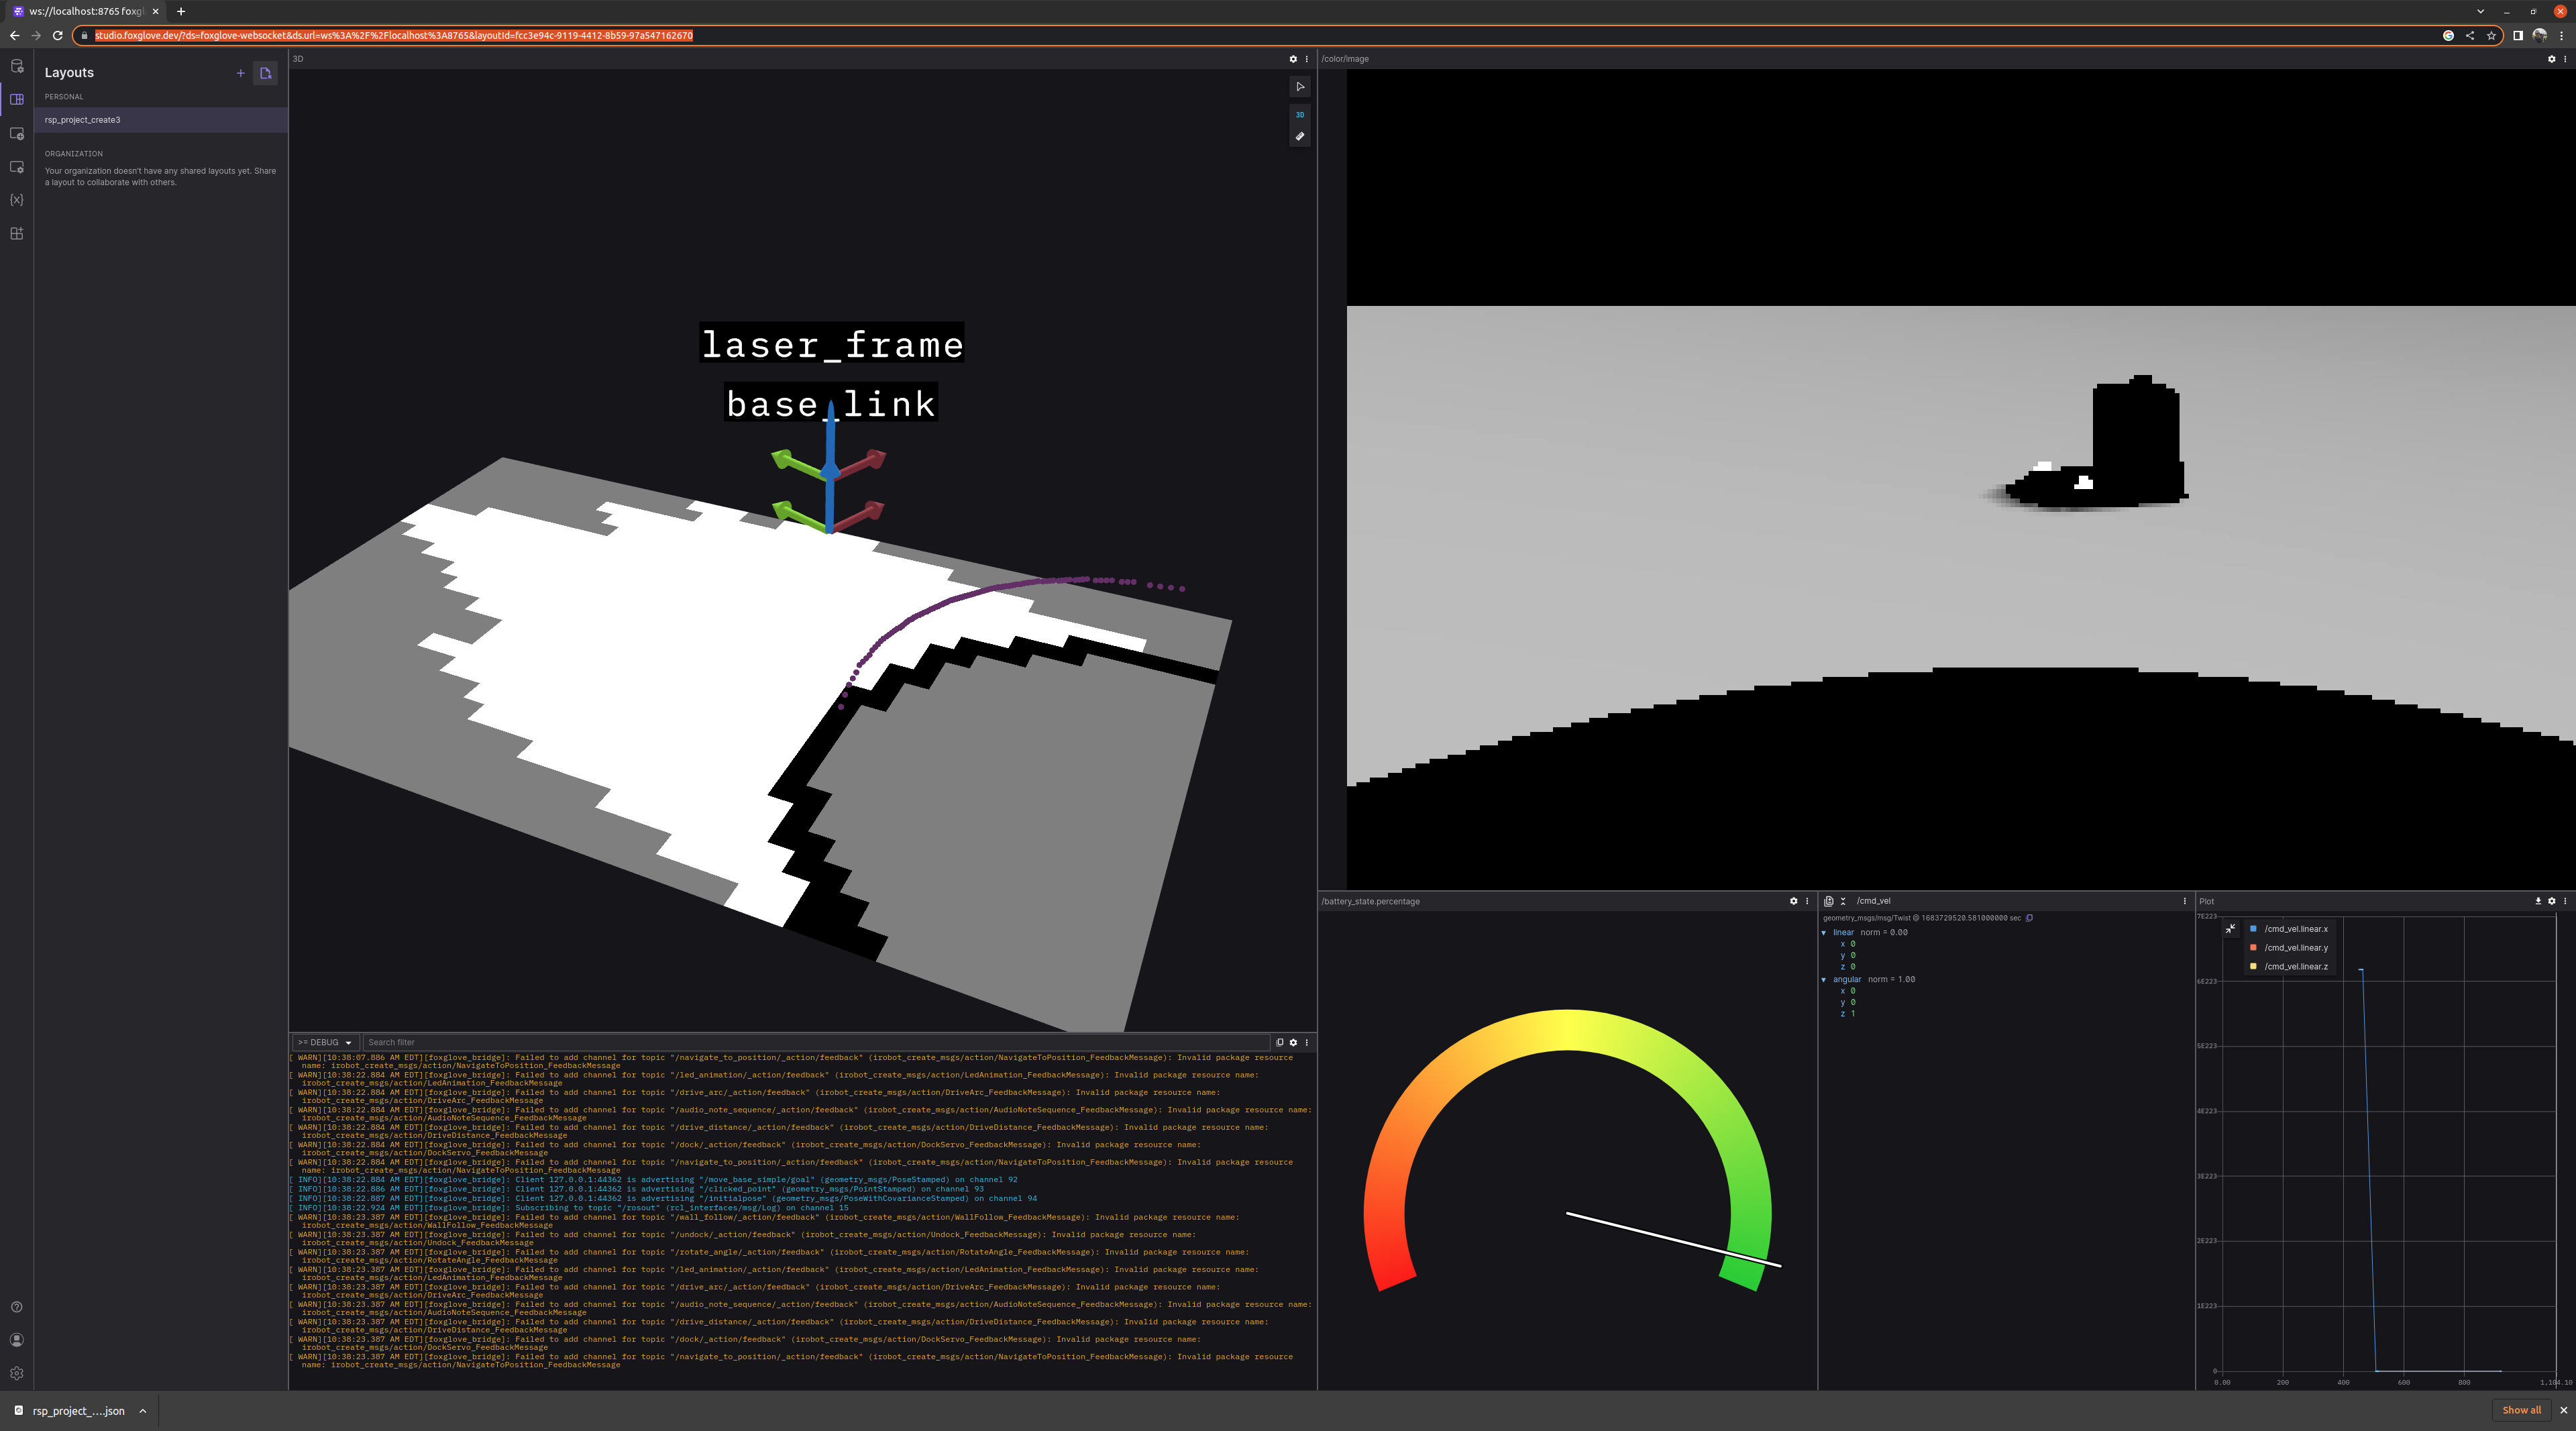 ws://localhost:8765 foxgl
studio.foxglove.dev/?ds=foxglove-websocket&ds.url=ws%3A%2F%2Flocalhost%3A8765&layoutId=fcc3e94c-9119-4412-8b59-97a547162670
Layouts
PERSONAL
rsp_project_create3
ORGANIZATION
Your organization doesn't have any shared layouts yet. Share
a layout to collaborate with others.
3D
3D
laser_frame
base_link
>= DEBUG
Search filter
[ WARN][10:38:07.886 AM EDT][foxglove_bridge]: Failed to add channel for topic "/navigate_to_position/_action/feedback" (irobot_create_msgs/action/NavigateToPosition_FeedbackMessage): Invalid package resource
name: irobot_create_msgs/action/NavigateToPosition_FeedbackMessage
[ WARN][10:38:22.884 AM EDT][foxglove_bridge]: Failed to add channel for topic "/led_animation/_action/feedback" (irobot_create_msgs/action/LedAnimation_FeedbackMessage): Invalid package resource name:
irobot_create_msgs/action/LedAnimation_FeedbackMessage
[ WARN][10:38:22.884 AM EDT][foxglove_bridge]: Failed to add channel for topic "/drive_arc/_action/feedback" (irobot_create_msgs/action/DriveArc_FeedbackMessage): Invalid package resource name:
irobot_create_msgs/action/DriveArc_FeedbackMessage
[ WARN][10:38:22.884 AM EDT][foxglove_bridge]: Failed to add channel for topic "/audio_note_sequence/_action/feedback" (irobot_create_msgs/action/AudioNoteSequence_FeedbackMessage): Invalid package resource name:
irobot_create_msgs/action/AudioNoteSequence_FeedbackMessage
[ WARN][10:38:22.884 AM EDT][foxglove_bridge]: Failed to add channel for topic "/drive_distance/_action/feedback" (irobot_create_msgs/action/DriveDistance_FeedbackMessage): Invalid package resource name:
irobot_create_msgs/action/DriveDistance_FeedbackMessage
[ WARN][10:38:22.884 AM EDT][foxglove_bridge]: Failed to add channel for topic "/dock/_action/feedback" (irobot_create_msgs/action/DockServo_FeedbackMessage): Invalid package resource name:
irobot_create_msgs/action/DockServo_FeedbackMessage
[ WARN][10:38:22.884 AM EDT][foxglove_bridge]: Failed to add channel for topic "/navigate_to_position/_action/feedback" (irobot_create_msgs/action/NavigateToPosition_FeedbackMessage): Invalid package resource
name: irobot_create_msgs/action/NavigateToPosition_FeedbackMessage
[ INFO][10:38:22.884 AM EDT][foxglove_bridge]: Client 127.0.0.1:44362 is advertising "/move_base_simple/goal" (geometry_msgs/PoseStamped) on channel 92
[ INFO][10:38:22.886 AM EDT][foxglove_bridge]: Client 127.0.0.1:44362 is advertising "/clicked_point" (geometry_msgs/PointStamped) on channel 93
[ INFO][10:38:22.887 AM EDT][foxglove_bridge]: Client 127.0.0.1:44362 is advertising "/initialpose" (geometry_msgs/PoseWithCovarianceStamped) on channel 94
[ INFO][10:38:22.924 AM EDT][foxglove_bridge]: Subscribing to topic "/rosout" (rcl_interfaces/msg/Log) on channel 15
[ WARN][10:38:23.387 AM EDT][foxglove_bridge]: Failed to add channel for topic "/wall_follow/_action/feedback" (irobot_create_msgs/action/WallFollow_FeedbackMessage): Invalid package resource name:
irobot_create_msgs/action/WallFollow_FeedbackMessage
[ WARN][10:38:23.387 AM EDT][foxglove_bridge]: Failed to add channel for topic "/undock/_action/feedback" (irobot_create_msgs/action/Undock_FeedbackMessage): Invalid package resource name:
irobot_create_msgs/action/Undock_FeedbackMessage
[ WARN][10:38:23.387 AM EDT][foxglove_bridge]: Failed to add channel for topic "/rotate_angle/_action/feedback" (irobot_create_msgs/action/RotateAngle_FeedbackMessage): Invalid package resource name:
irobot_create_msgs/action/RotateAngle_FeedbackMessage
[ WARN][10:38:23.387 AM EDT][foxglove_bridge]: Failed to add channel for topic "/led_animation/_action/feedback" (irobot_create_msgs/action/LedAnimation_FeedbackMessage): Invalid package resource name:
irobot_create_msgs/action/LedAnimation_FeedbackMessage
[ WARN][10:38:23.387 AM EDT][foxglove_bridge]: Failed to add channel for topic "/drive_arc/_action/feedback" (irobot_create_msgs/action/DriveArc_FeedbackMessage): Invalid package resource name:
irobot_create_msgs/action/DriveArc_FeedbackMessage
[ WARN][10:38:23.387 AM EDT][foxglove_bridge]: Failed to add channel for topic "/audio_note_sequence/_action/feedback" (irobot_create_msgs/action/AudioNoteSequence_FeedbackMessage): Invalid package resource name:
irobot_create_msgs/action/AudioNoteSequence_FeedbackMessage
[ WARN][10:38:23.387 AM EDT][foxglove_bridge]: Failed to add channel for topic "/drive_distance/_action/feedback" (irobot_create_msgs/action/DriveDistance_FeedbackMessage): Invalid package resource name:
irobot_create_msgs/action/DriveDistance_FeedbackMessage
[ WARN][10:38:23.387 AM EDT][foxglove_bridge]: Failed to add channel for topic "/dock/_action/feedback" (irobot_create_msgs/action/DockServo_FeedbackMessage): Invalid package resource name:
irobot_create_msgs/action/DockServo_FeedbackMessage
[ WARN][10:38:23.387 AM EDT][foxglove_bridge]: Failed to add channel for topic "/navigate_to_position/_action/feedback" (irobot_create_msgs/action/NavigateToPosition_FeedbackMessage): Invalid package resource
name: irobot_create_msgs/action/NavigateToPosition_FeedbackMessage
/color/image
/battery_state.percentage
/cmd_vel
geometry_msgs/msg/Twist @ 1683729520.581000000 sec
linear norm = 0.00
x 0
y 0
z 0
angular norm = 1.00
x 0
y 0
z 1
Plot
/cmd_vel.linear.x
/cmd_vel.linear.y
/cmd_vel.linear.z
7E223
6E223
5E223
4E223
3E223
2E223
1E223
0
0.00 200 400 600 800
rsp_project_....json
Show all